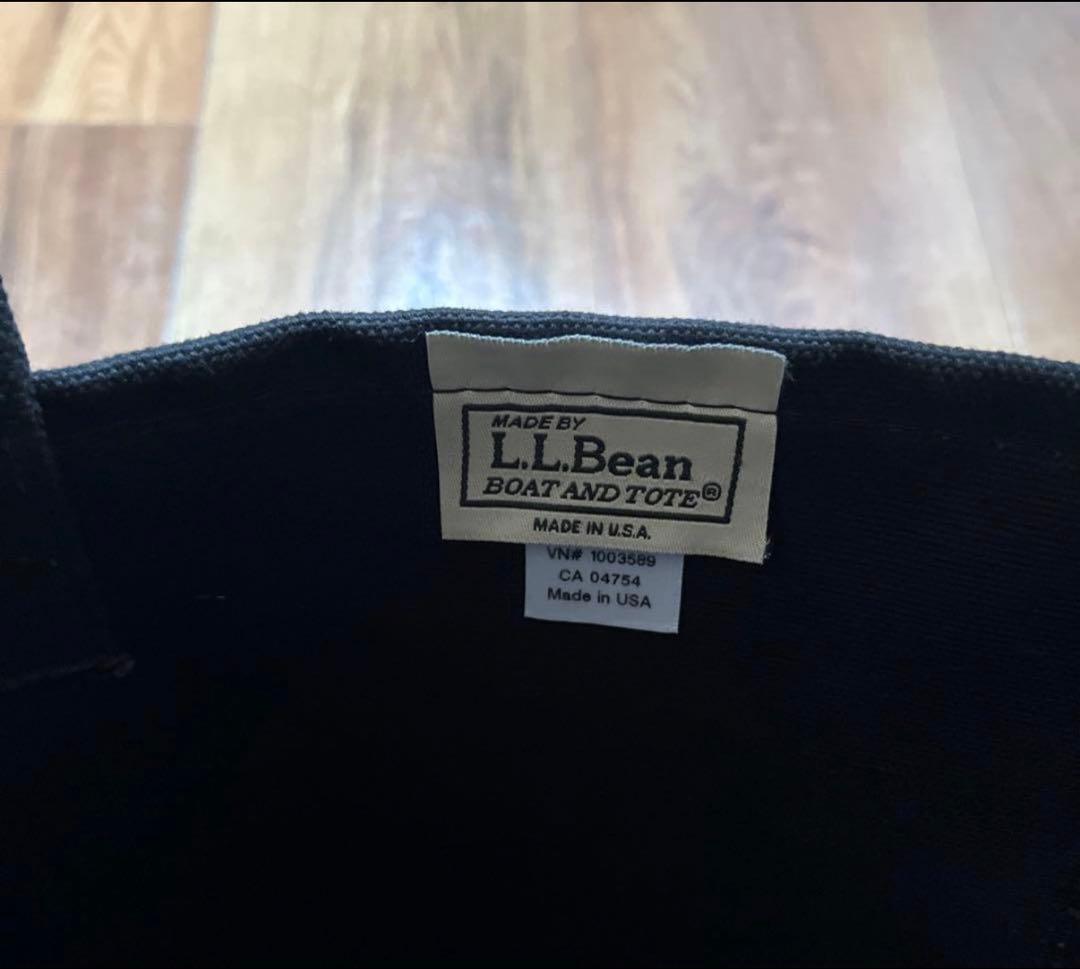 MADE BY
L.L.Bean
BOAT AND TOTE®
MADE IN U.S.A.
VN# 1003589
CA 04754
Made in USA